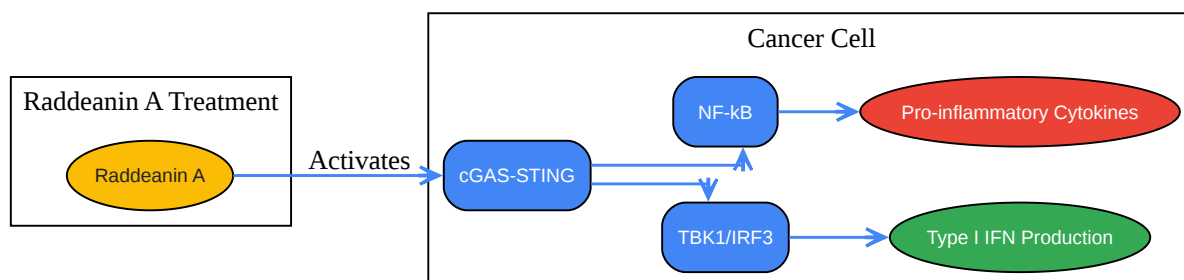 Cancer Cell
Raddeanin A Treatment
NF-kB
Pro-inflammatory Cytokines
Raddeanin A
Activates
cGAS-STING
TBK1/IRF3
Type I IFN Production